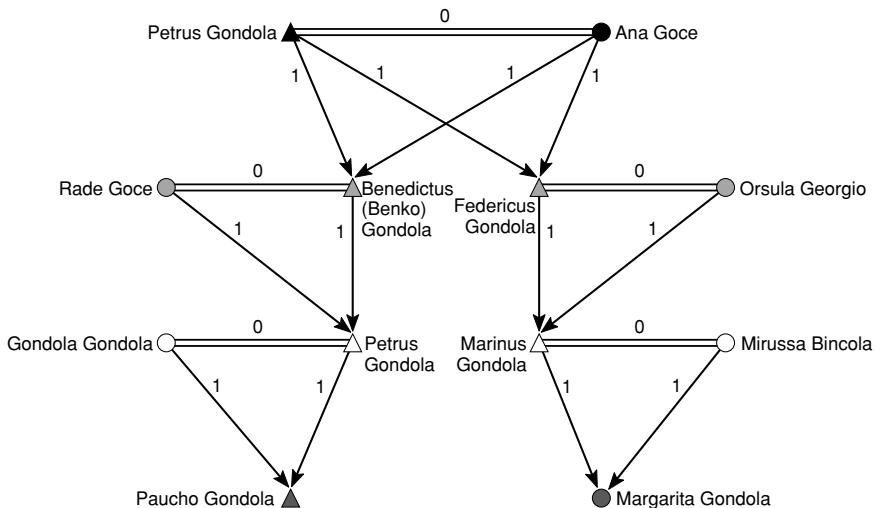 0
Petrus Gondola
Ana Goce
1
1
1
1
0
0
Rade Goce
Benedictus
(Benko)
Gondola
Federicus
Gondola
Orsula Georgio
1
1
1
1
0
0
Gondola Gondola
Petrus
Gondola
Marinus
Gondola
Mirussa Bincola
1
1
1
1
Paucho Gondola
Margarita Gondola